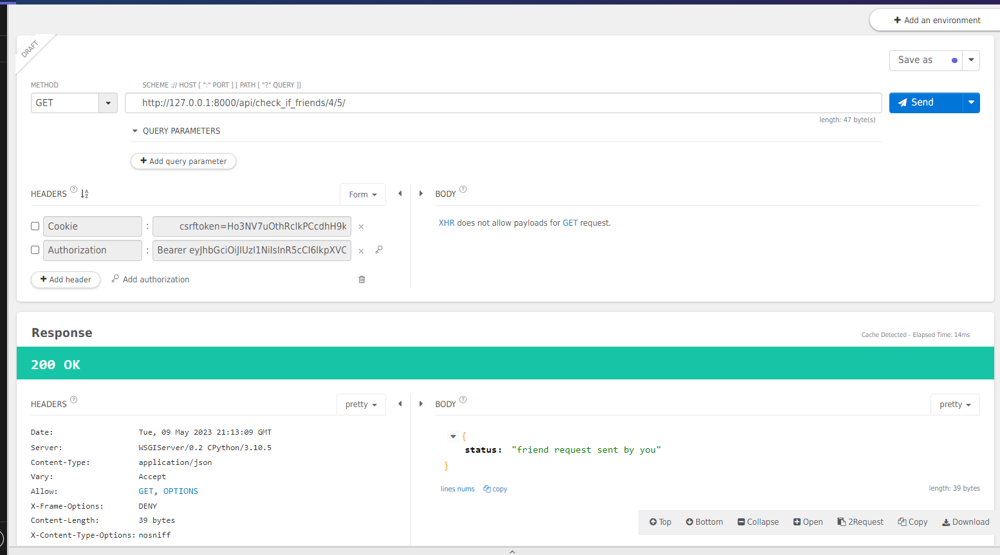 Add an environment
DRAFT
Save as
METHOD
SCHEME :// HOST [ ":" PORT ] [ PATH [ "?" QUERY ]]
GET
http://127.0.0.1:8000/api/check_if_friends/4/5/
Send
length: 47 byte(s)
QUERY PARAMETERS
Add query parameter
HEADERS ?
Form
BODY ?
Cookie : csrftoken=Ho3NV7uOthRclkPCcdhH9k
XHR does not allow payloads for GET request.
Authorization : Bearer eyJhbGciOiJIUzI1NiIsInR5cCI6IkpXVC
Add header
Add authorization
Response
Cache Detected - Elapsed Time: 14ms
200 OK
HEADERS ?
pretty
BODY ?
pretty
Date: Tue, 09 May 2023 21:13:09 GMT
Server: WSGIServer/0.2 CPython/3.10.5
Content-Type: application/json
Vary: Accept
Allow: GET, OPTIONS
X-Frame-Options: DENY
Content-Length: 39 bytes
X-Content-Type-Options: nosniff
{
status: "friend request sent by you"
}
lines nums copy
length: 39 bytes
Top Bottom Collapse Open 2Request Copy Download